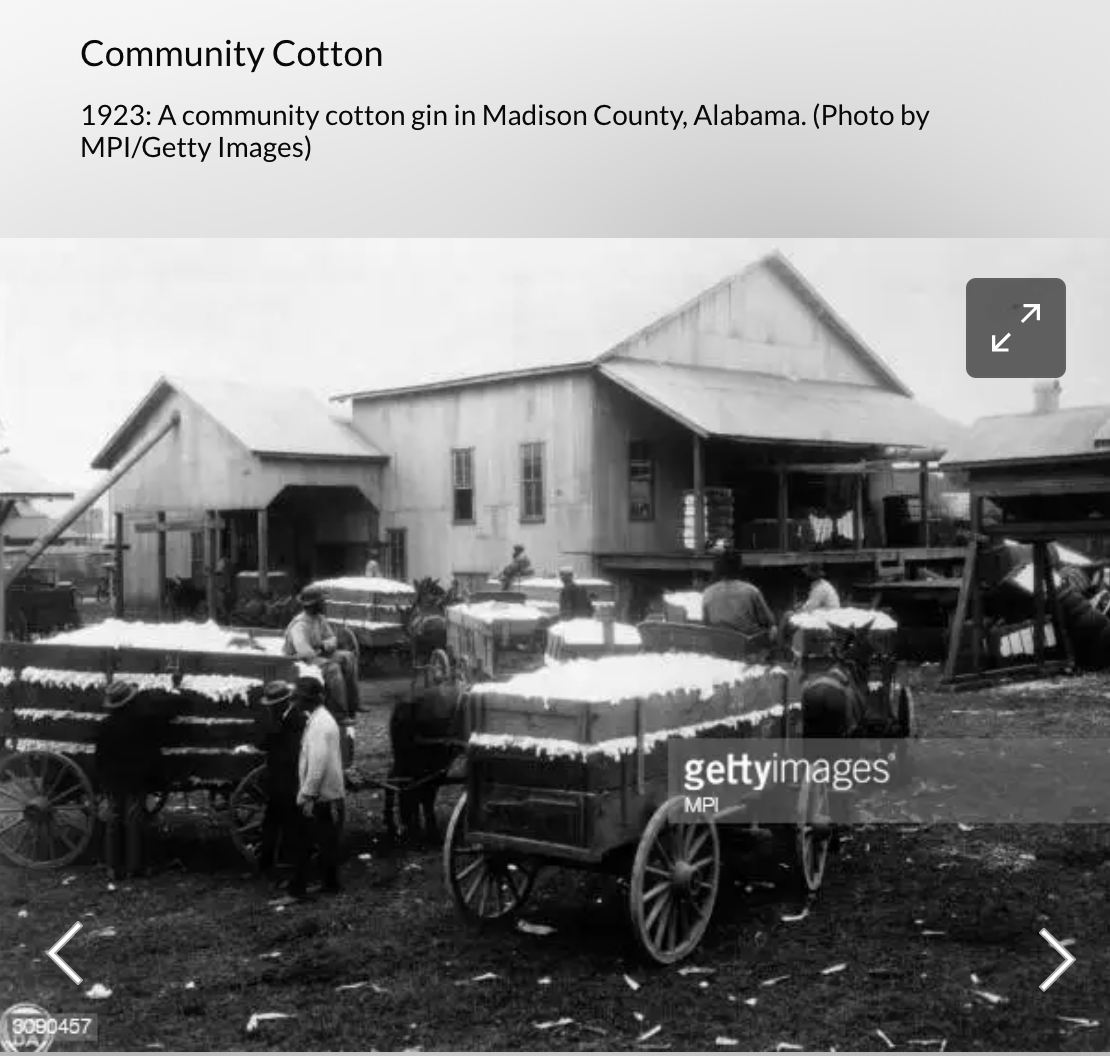 Community Cotton
1923: A community cotton gin in Madison County, Alabama. (Photo by
MPI/Getty Images)
gettyimages®
MPI
3090457